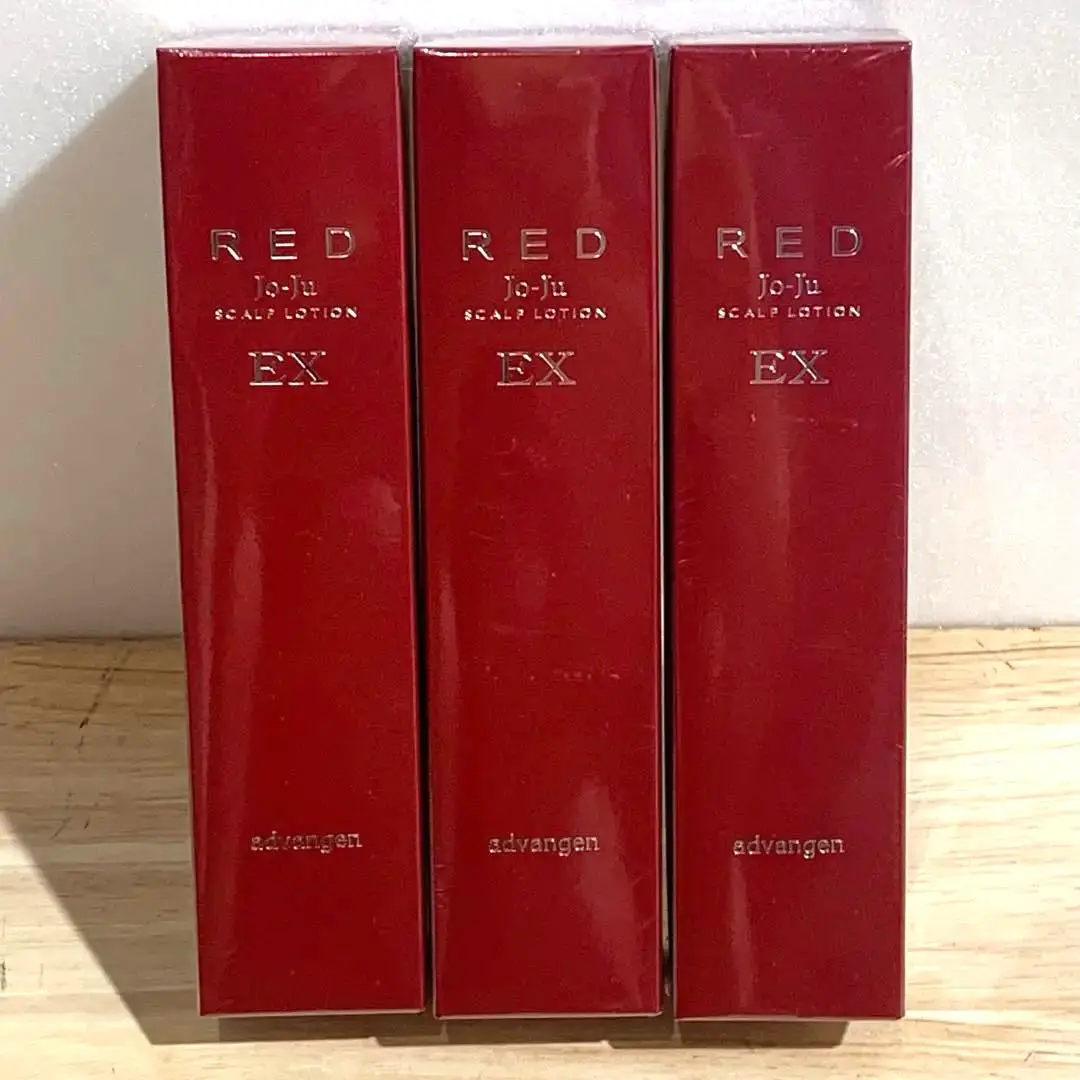 RED
Jo-Ju
SCALP LOTION
EX
advangen
RED
Jo-Ju
SCALP LOTION
EX
advangen
RED
Jo-Ju
SCALP LOTION
EX
advangen